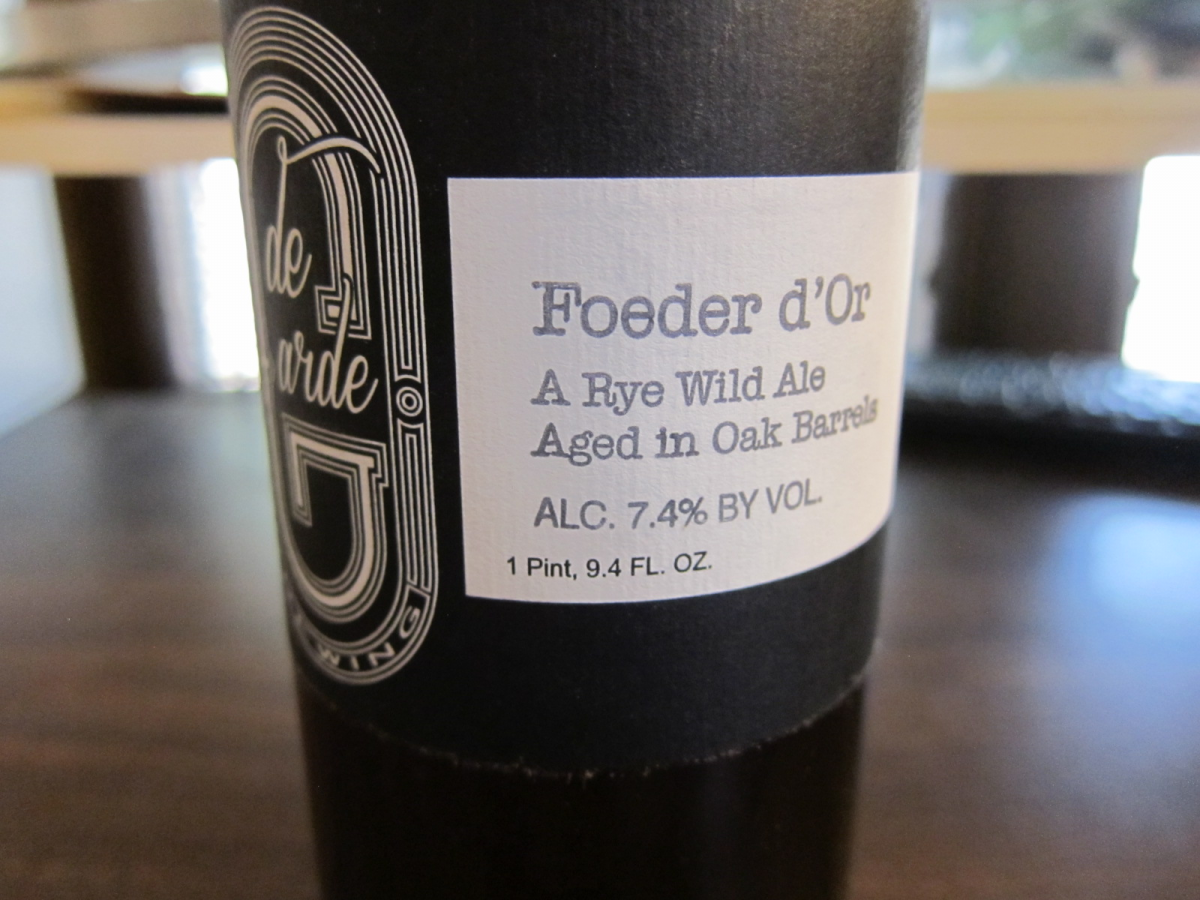 de
Garde
Foeder d'Or
A Rye Wild Ale
Aged in Oak Barrels
ALC. 7.4% BY VOL.
1 Pint, 9.4 FL. OZ.